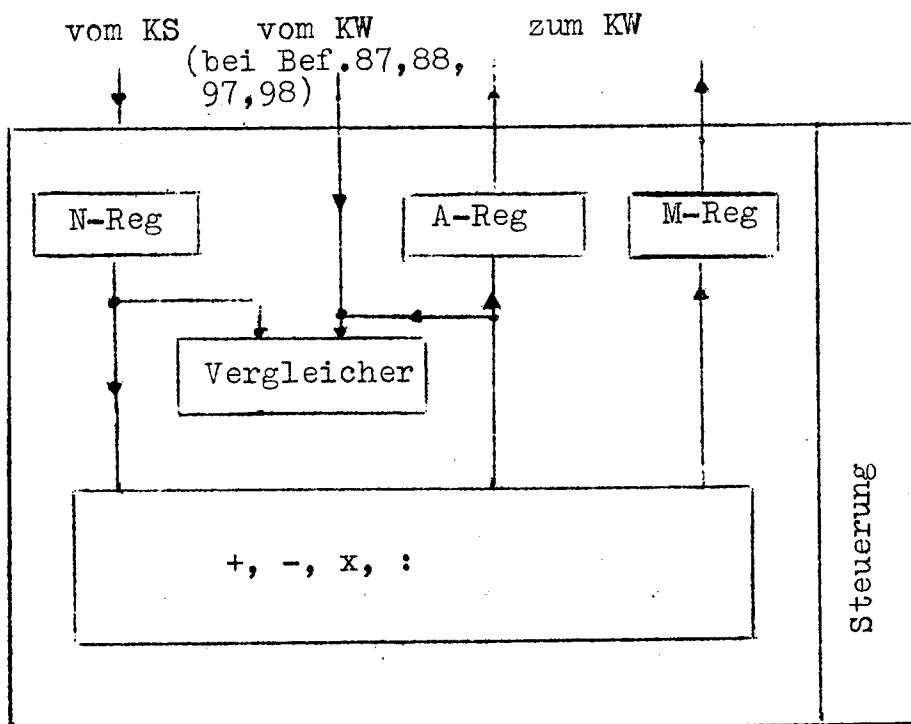 vom KS
vom KW
(bei Bef.87,88,
97,98)
zum KW
N-Reg
A-Reg
M-Reg
Vergleicher
+, -, x, :
Steuerung